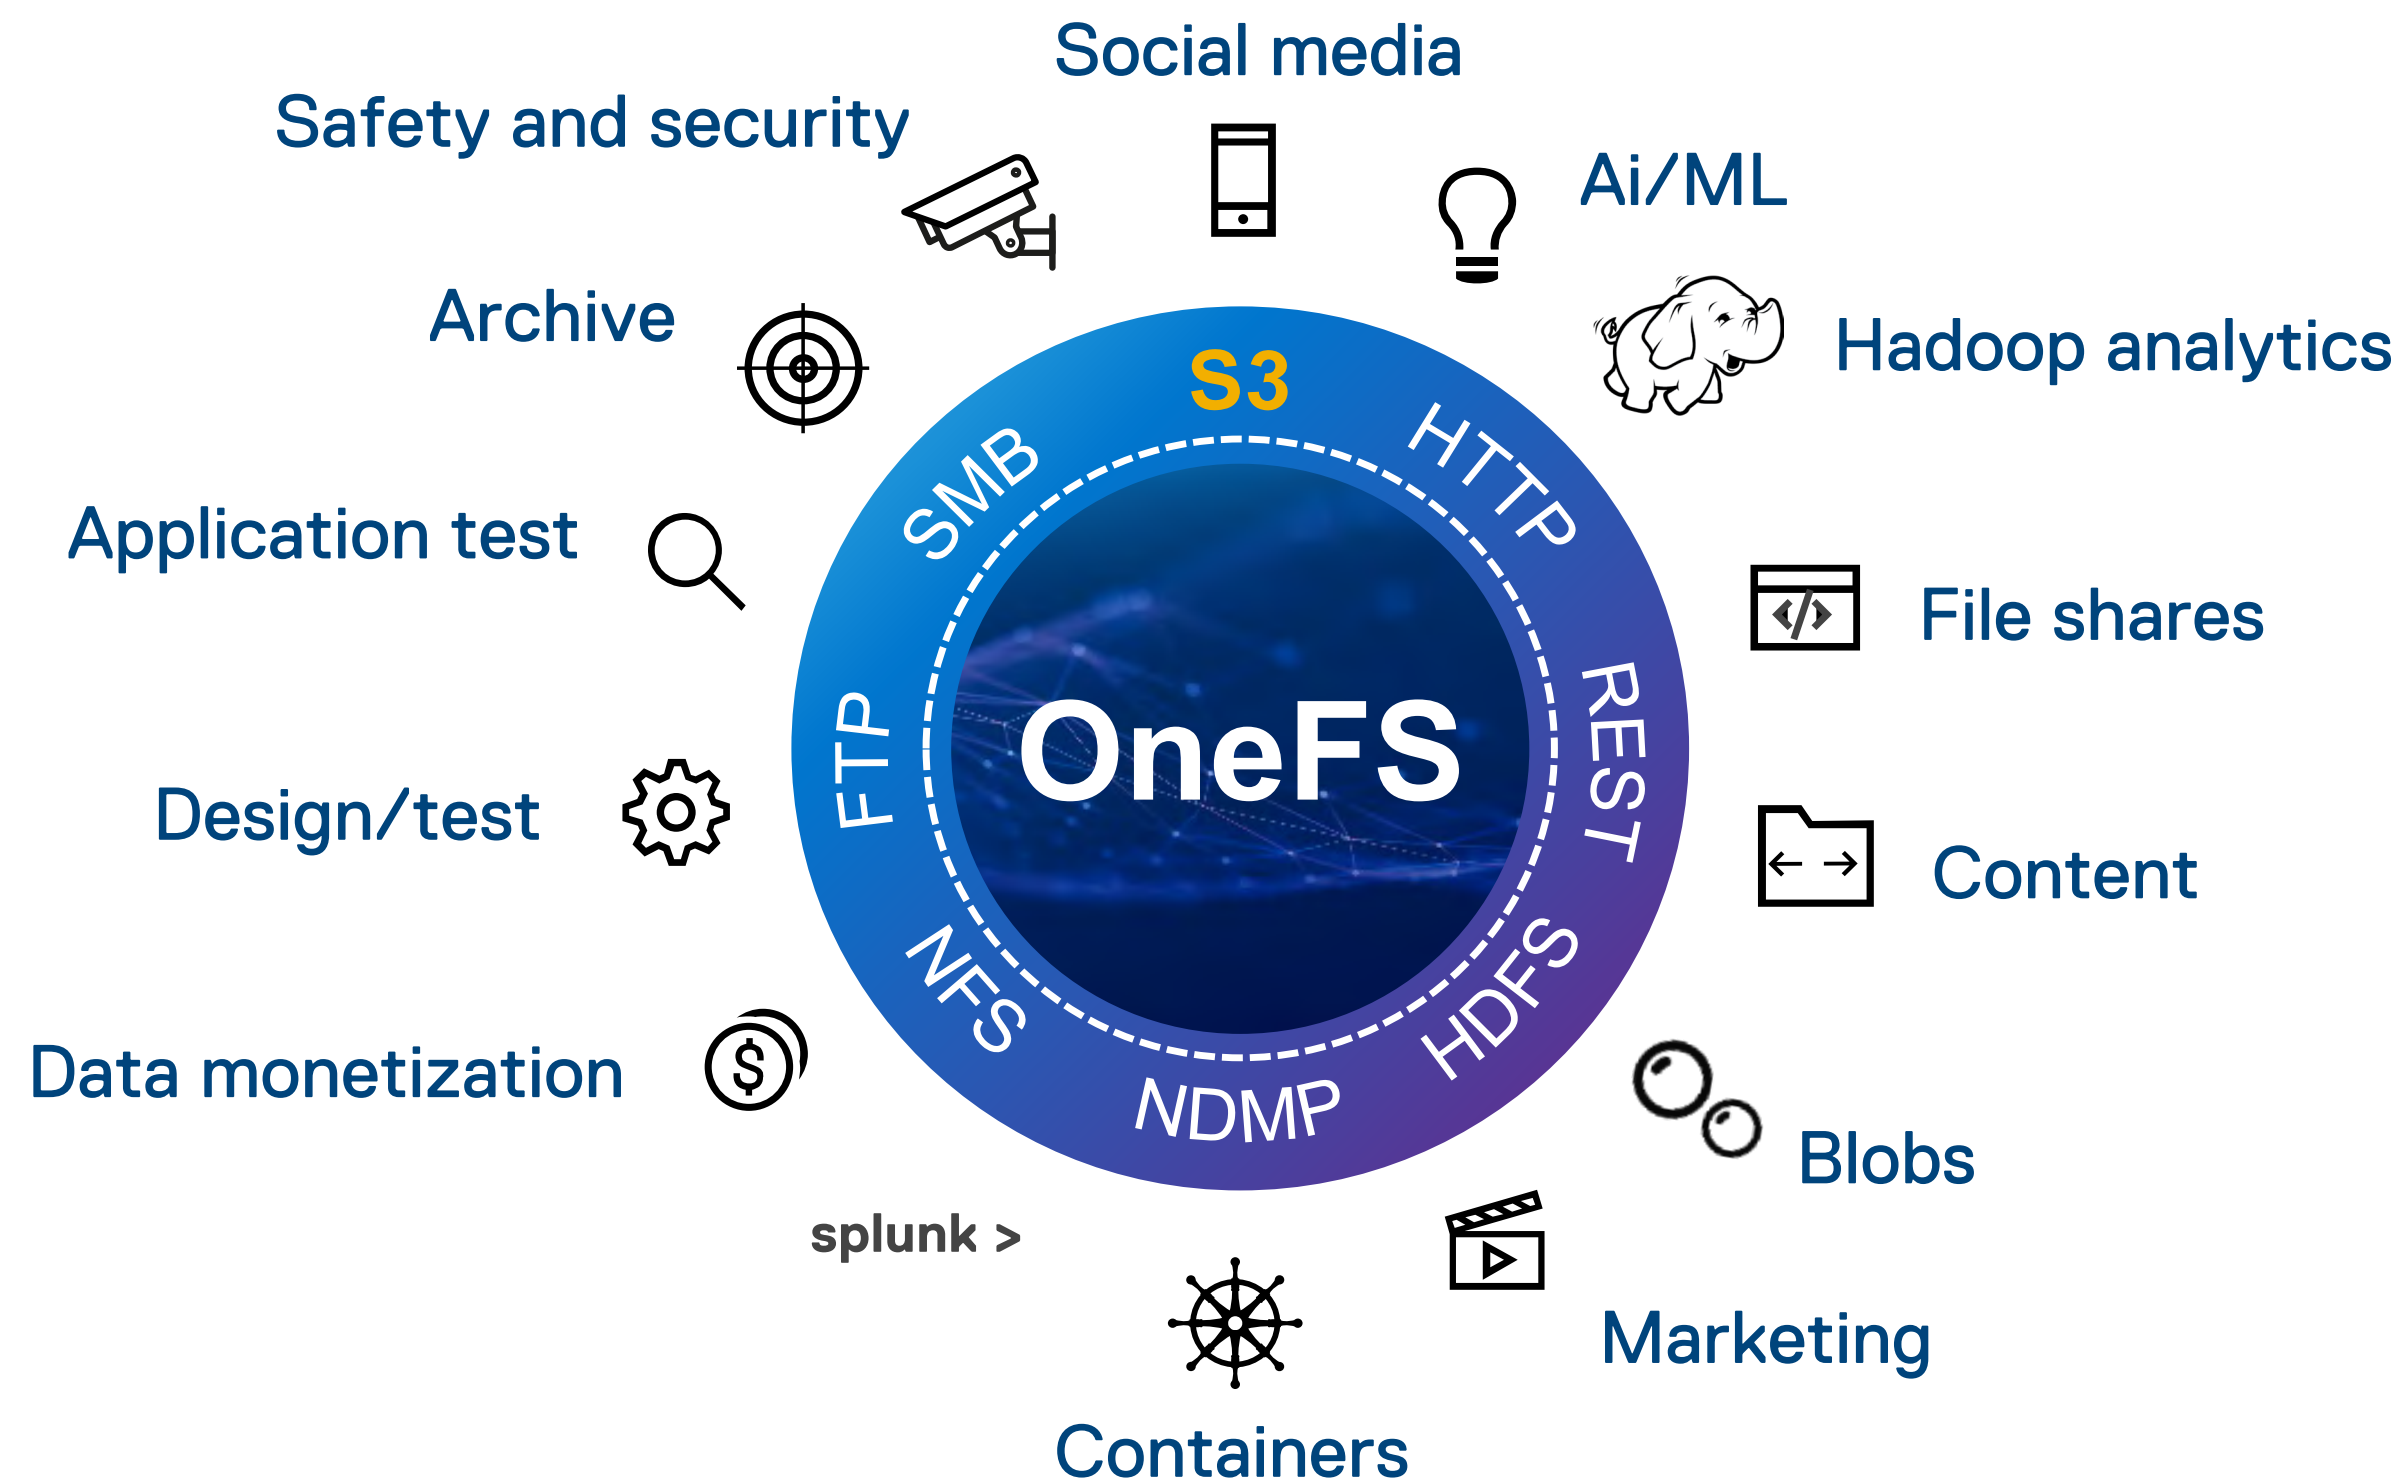 Social media
Safety and security
Ai/ML
Archive
Hadoop analytics
S3
SMB
HTTP
Application test
File shares
FTP
OneFS
REST
Design/test
Content
NFS
HDFS
Data monetization
NDMP
Blobs
splunk >
Marketing
Containers